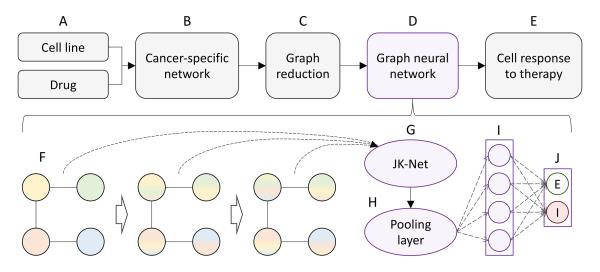 A
B
C
D
E
Cell line
Drug
Cancer-specific
network
Graph
reduction
Graph neural
network
Cell response
to therapy
F
G
H
I
J
JK-Net
Pooling
layer
E
I